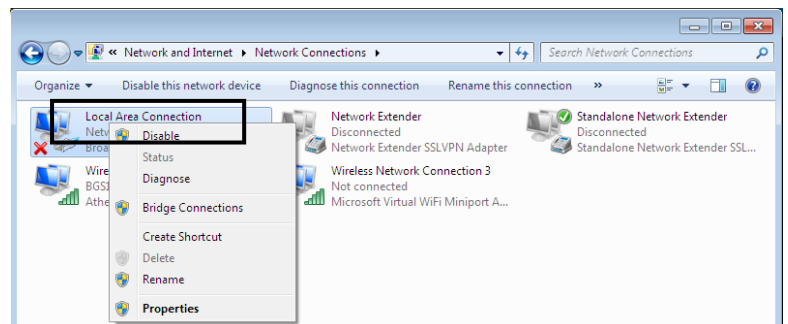 « Network and Internet ▸ Network Connections ▸
Search Network Connections
Organize ▾ Disable this network device Diagnose this connection Rename this connection »
Local Area Connection
Broa
Network Extender
Disconnected
Network Extender SSLVPN Adapter
Standalone Network Extender
Disconnected
Standalone Network Extender SSL...
Wire
Athe
Wireless Network Connection 3
Not connected
Microsoft Virtual WiFi Miniport A...
Disable
Status
Diagnose
Bridge Connections
Create Shortcut
Delete
Rename
Properties